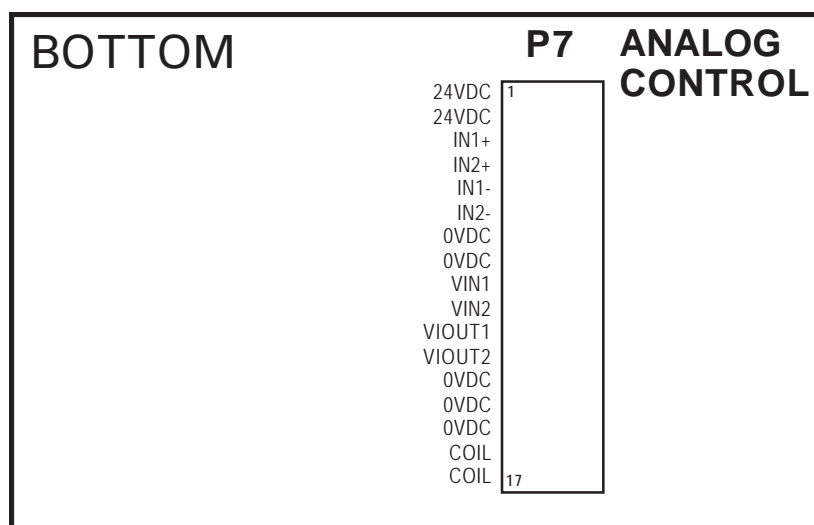 BOTTOM
P7 ANALOG
CONTROL
24VDC 1
24VDC
IN1+
IN2+
IN1-
IN2-
0VDC
0VDC
VIN1
VIN2
VIOUT1
VIOUT2
0VDC
0VDC
0VDC
COIL
COIL 17